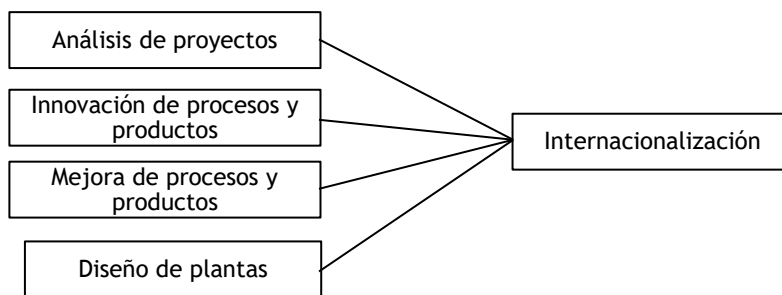 Análisis de proyectos
Innovación de procesos y
productos
Internacionalización
Mejora de procesos y
productos
Diseño de plantas